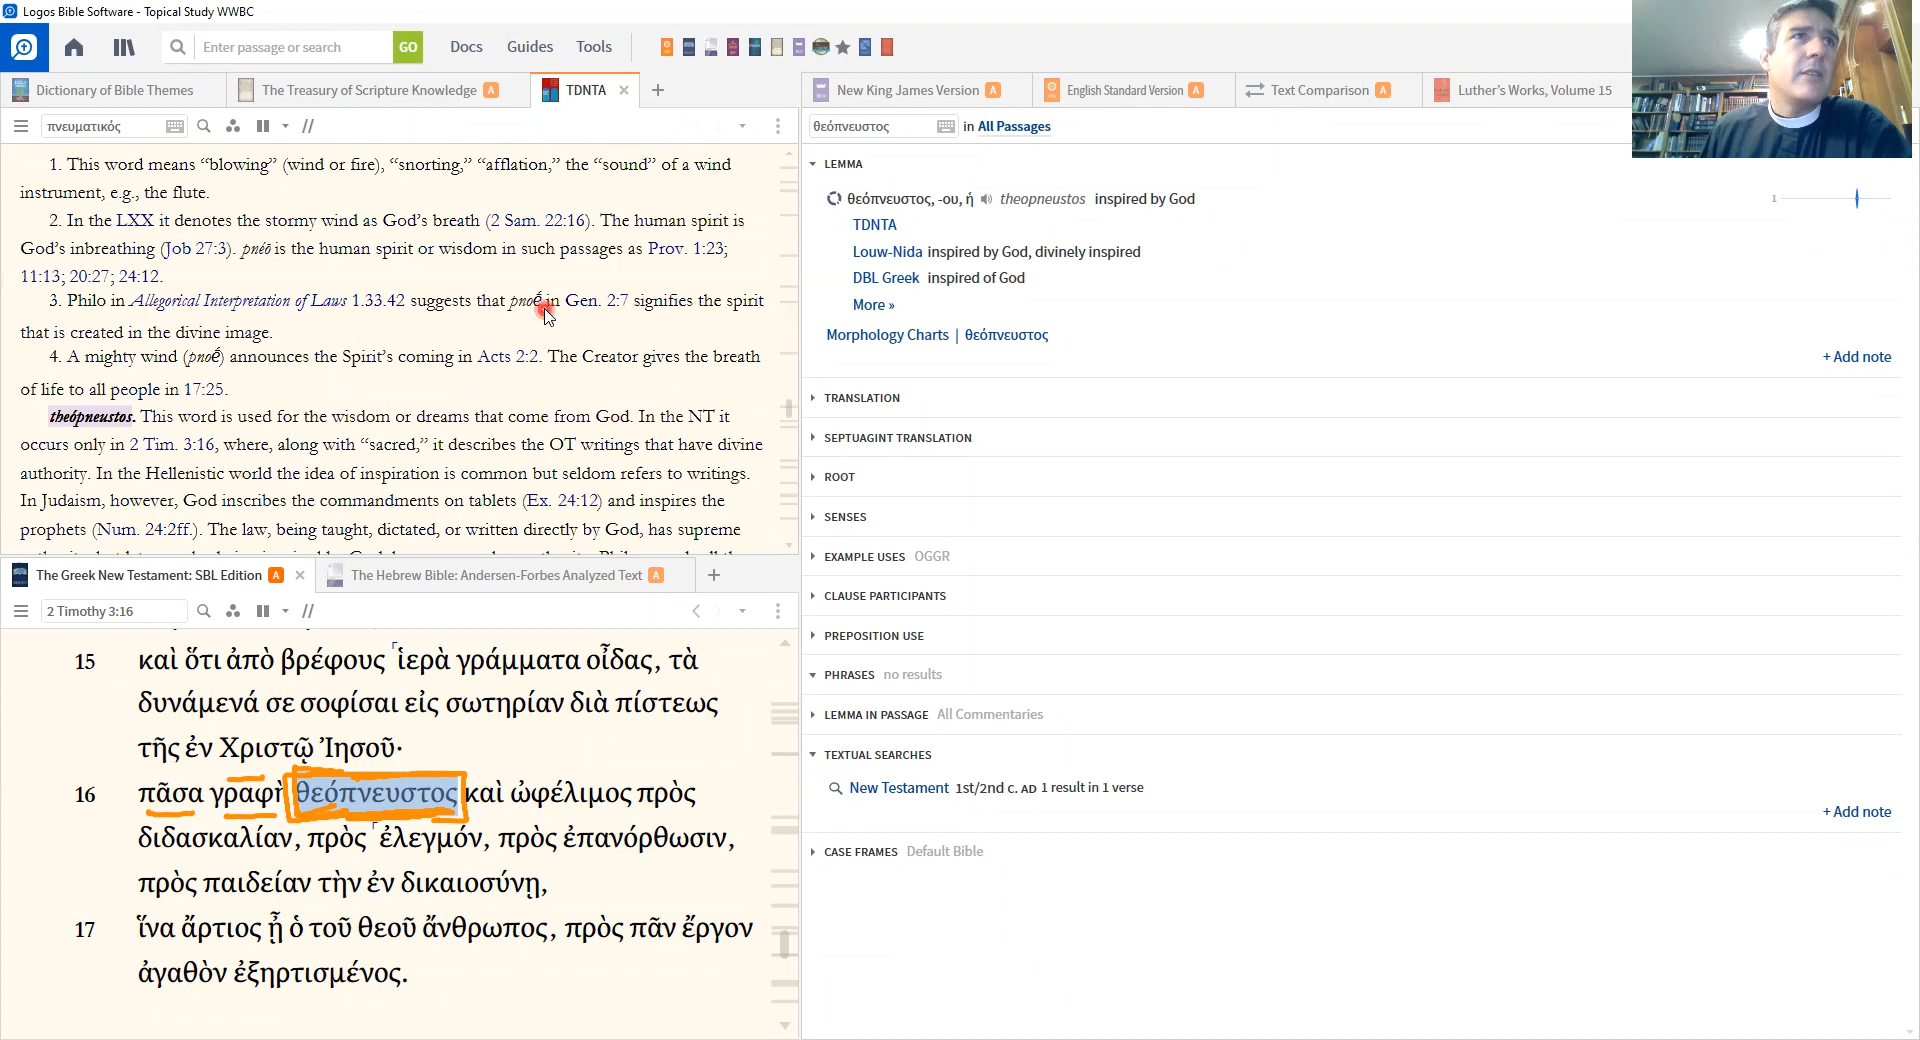 Logos Bible Software - Topical Study WWBC
Enter passage or search
GO
Docs
Guides
Tools
Dictionary of Bible Themes
The Treasury of Scripture Knowledge A
TDNTA
New King James Version A
English Standard Version A
Text Comparison A
Luther's Works, Volume 15
πνευματικός
1. This word means “blowing” (wind or fire), “snorting,” “afflation,” the “sound” of a wind
instrument, e.g., the flute.
2. In the LXX it denotes the stormy wind as God’s breath (2 Sam. 22:16). The human spirit is
God’s inbreathing (Job 27:3). pnéō is the human spirit or wisdom in such passages as Prov. 1:23;
11:13; 20:27; 24:12.
3. Philo in Allegorical Interpretation of Laws 1.33.42 suggests that pnoḗ in Gen. 2:7 signifies the spirit
that is created in the divine image.
4. A mighty wind (pnoḗ) announces the Spirit’s coming in Acts 2:2. The Creator gives the breath
of life to all people in 17:25.
theópneustos. This word is used for the wisdom or dreams that come from God. In the NT it
occurs only in 2 Tim. 3:16, where, along with “sacred,” it describes the OT writings that have divine
authority. In the Hellenistic world the idea of inspiration is common but seldom refers to writings.
In Judaism, however, God inscribes the commandments on tablets (Ex. 24:12) and inspires the
prophets (Num. 24:2ff.). The law, being taught, dictated, or written directly by God, has supreme
The Greek New Testament: SBL Edition A
The Hebrew Bible: Andersen-Forbes Analyzed Text A
2 Timothy 3:16
15 καὶ ὅτι ἀπὸ βρέφους ⸀ἱερὰ γράμματα οἶδας, τὰ
δυνάμενά σε σοφίσαι εἰς σωτηρίαν διὰ πίστεως
τῆς ἐν Χριστῷ Ἰησοῦ·
16 πᾶσα γραφὴ θεόπνευστος καὶ ὠφέλιμος πρὸς
διδασκαλίαν, πρὸς ⸀ἐλεγμόν, πρὸς ἐπανόρθωσιν,
πρὸς παιδείαν τὴν ἐν δικαιοσύνῃ,
17 ἵνα ἄρτιος ᾖ ὁ τοῦ θεοῦ ἄνθρωπος, πρὸς πᾶν ἔργον
ἀγαθὸν ἐξηρτισμένος.
θεόπνευστος in All Passages
LEMMA
θεόπνευστος, -ου, ἡ theopneustos inspired by God
1
TDNTA
Louw-Nida inspired by God, divinely inspired
DBL Greek inspired of God
More »
Morphology Charts | θεόπνευστος
+ Add note
TRANSLATION
SEPTUAGINT TRANSLATION
ROOT
SENSES
EXAMPLE USES OGGR
CLAUSE PARTICIPANTS
PREPOSITION USE
PHRASES no results
LEMMA IN PASSAGE All Commentaries
TEXTUAL SEARCHES
New Testament 1st/2nd c. AD 1 result in 1 verse
+ Add note
CASE FRAMES Default Bible